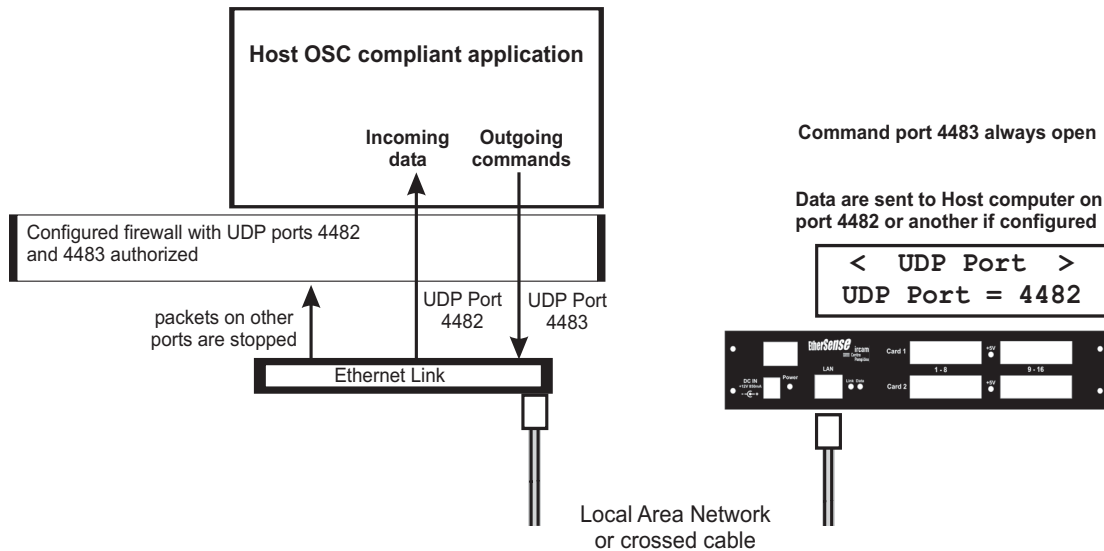 Host OSC compliant application
Incoming
data
Outgoing
commands
Command port 4483 always open
Data are sent to Host computer on
port 4482 or another if configured
Configured firewall with UDP ports 4482
and 4483 authorized
< UDP Port >
UDP Port = 4482
packets on other
ports are stopped
UDP Port
4482
UDP Port
4483
Ethernet Link
EtherSense
ircam
Centre
Pompidou
Card 1
+5V
1 - 8
9 - 16
LAN
DC IN
Power
Link Data
Card 2
+5V
Local Area Network
or crossed cable